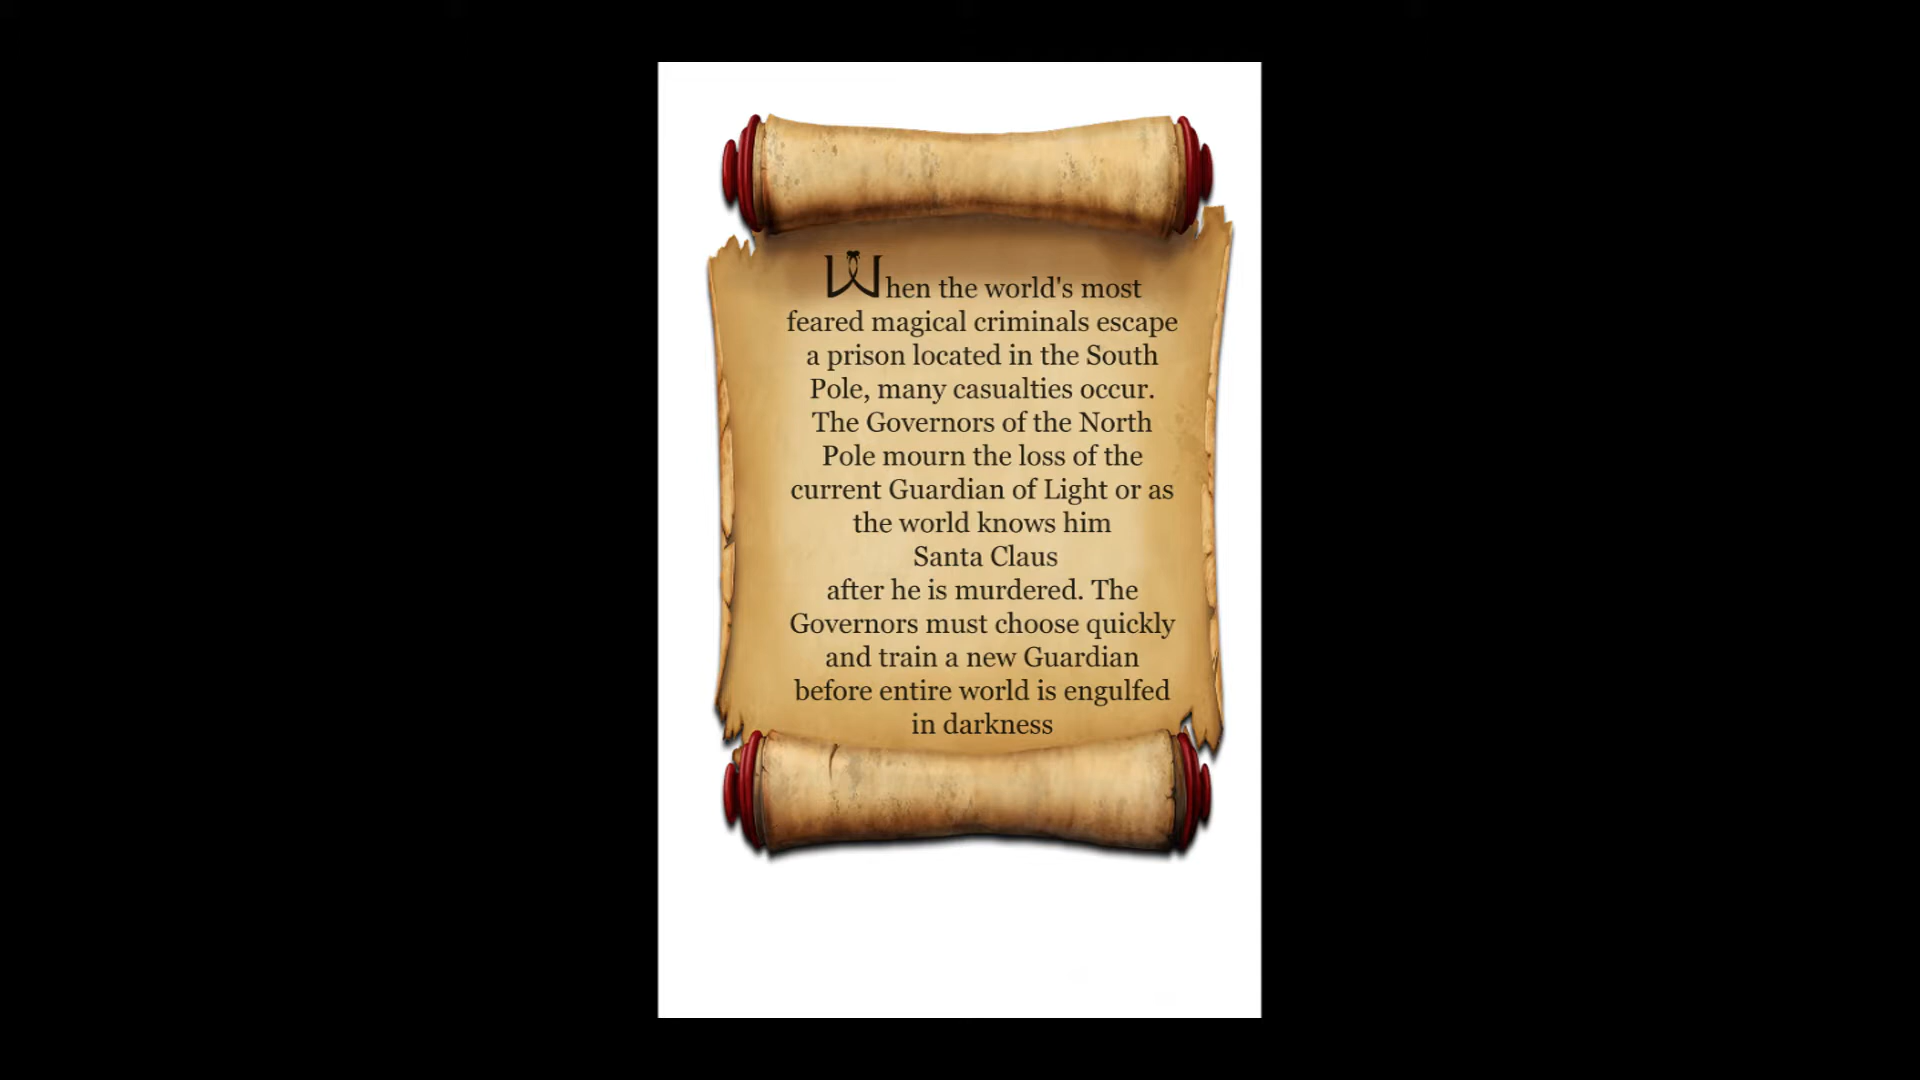 When the world's most
feared magical criminals escape
a prison located in the South
Pole, many casualties occur.
The Governors of the North
Pole mourn the loss of the
current Guardian of Light or as
the world knows him
Santa Claus
after he is murdered. The
Governors must choose quickly
and train a new Guardian
before entire world is engulfed
in darkness